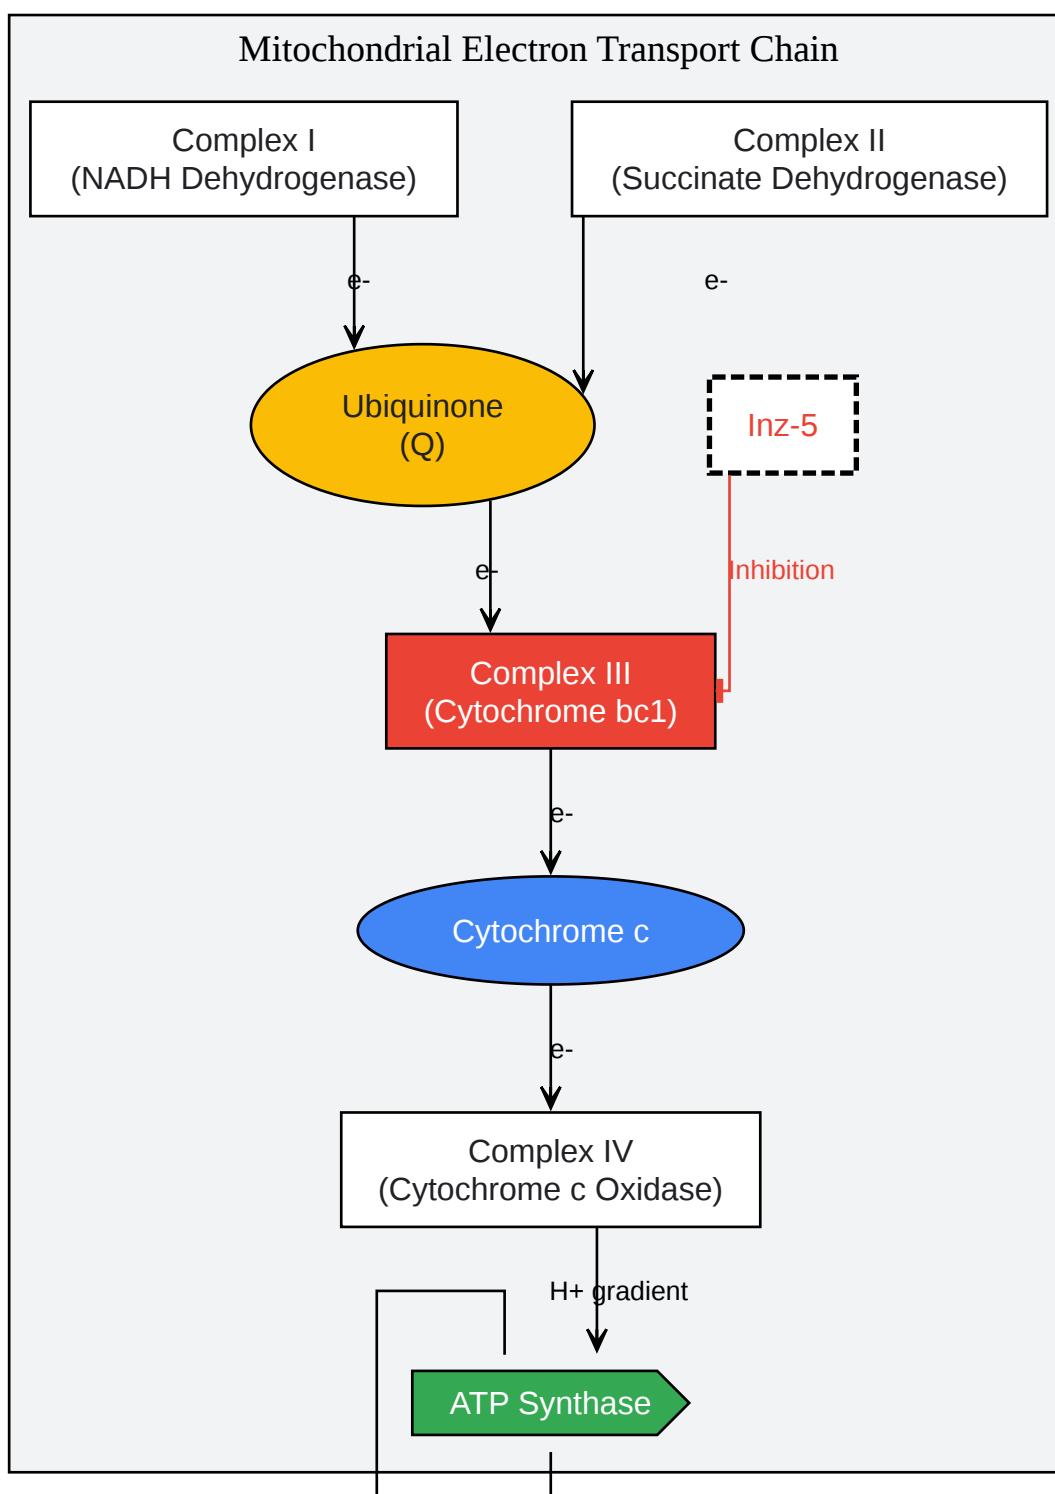 Mitochondrial Electron Transport Chain
Complex I
(NADH Dehydrogenase)
Complex II
(Succinate Dehydrogenase)
e-
e-
Ubiquinone
(Q)
Inz-5
e-
Inhibition
Complex III
(Cytochrome bc1)
e-
Cytochrome c
e-
Complex IV
(Cytochrome c Oxidase)
H+ gradient
ATP Synthase